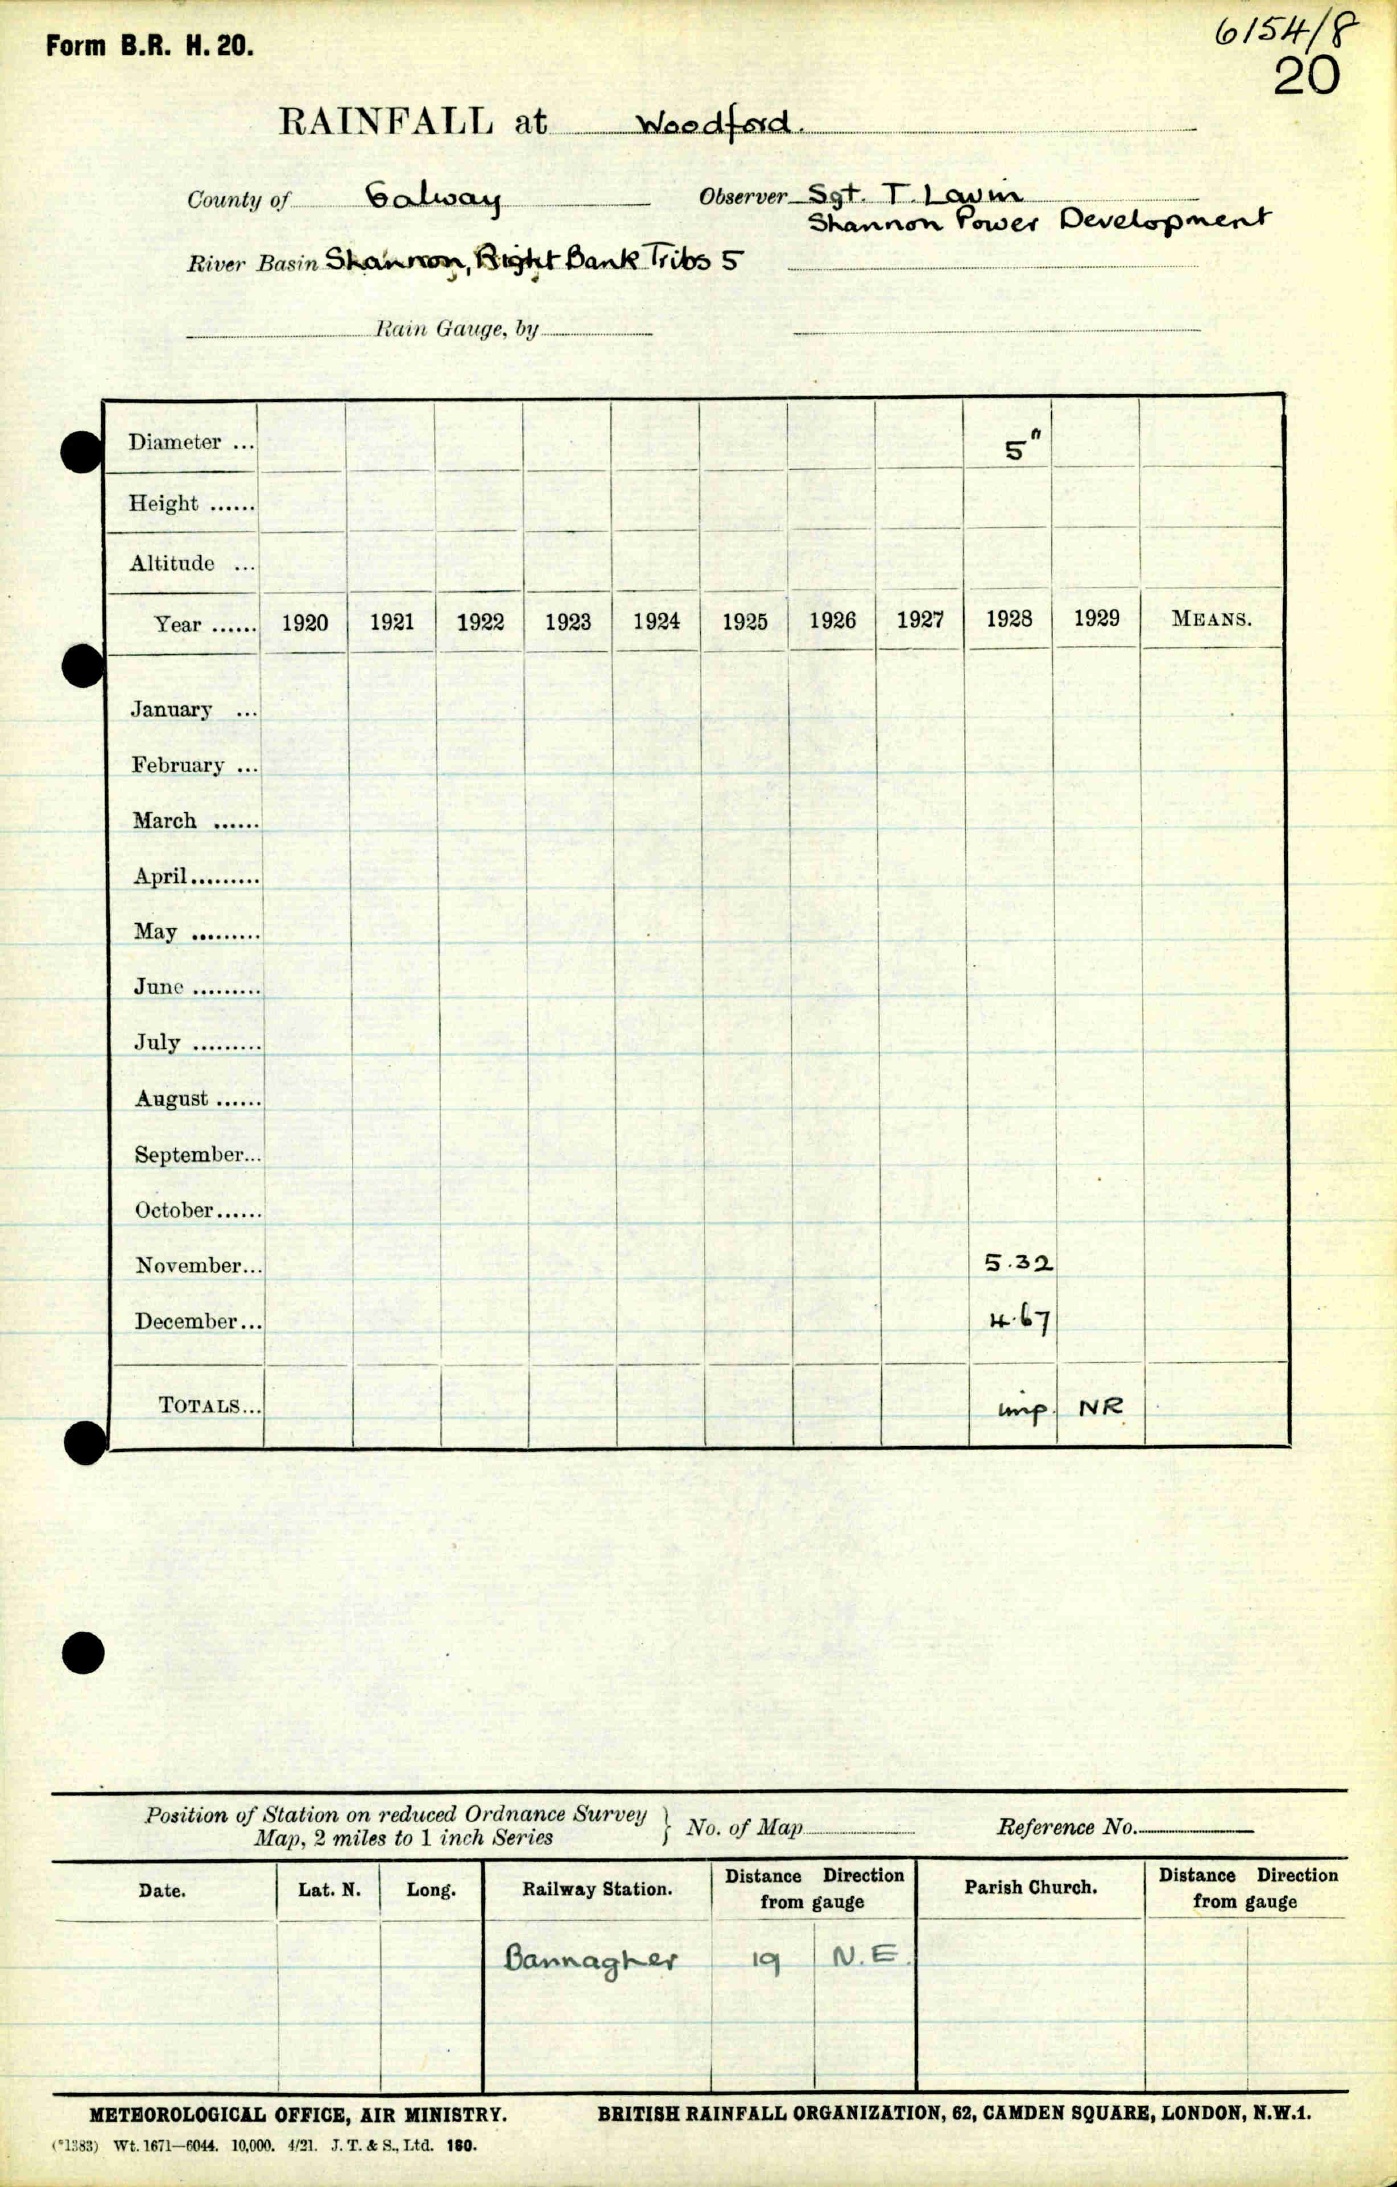 6154/8
Form B.R. H. 20.
20
RAINFALL at Woodford.
County of Galway Observer Sgt. T. Lavin
Shannon Power Development
River Basin Shannon, Right Bank Tribs 5
Rain Gauge, by
Diameter ... 5"
Height ......
Altitude ...
Year ...... 1920 1921 1922 1923 1924 1925 1926 1927 1928 1929 MEANS.
January ...
February ...
March ......
April.........
May .........
June .........
July .........
August ......
September...
October......
November... 5.32
December... 4.67
TOTALS... imp. NR
Position of Station on reduced Ordnance Survey
Map, 2 miles to 1 inch Series } No. of Map Reference No.
Date. Lat. N. Long. Railway Station. Distance Direction from gauge Parish Church. Distance Direction from gauge
Bannagher 19 N.E.
METEOROLOGICAL OFFICE, AIR MINISTRY. BRITISH RAINFALL ORGANIZATION, 62, CAMDEN SQUARE, LONDON, N.W.1.
(*1383) Wt. 1671—6044. 10,000. 4/21. J. T. & S., Ltd. 180.